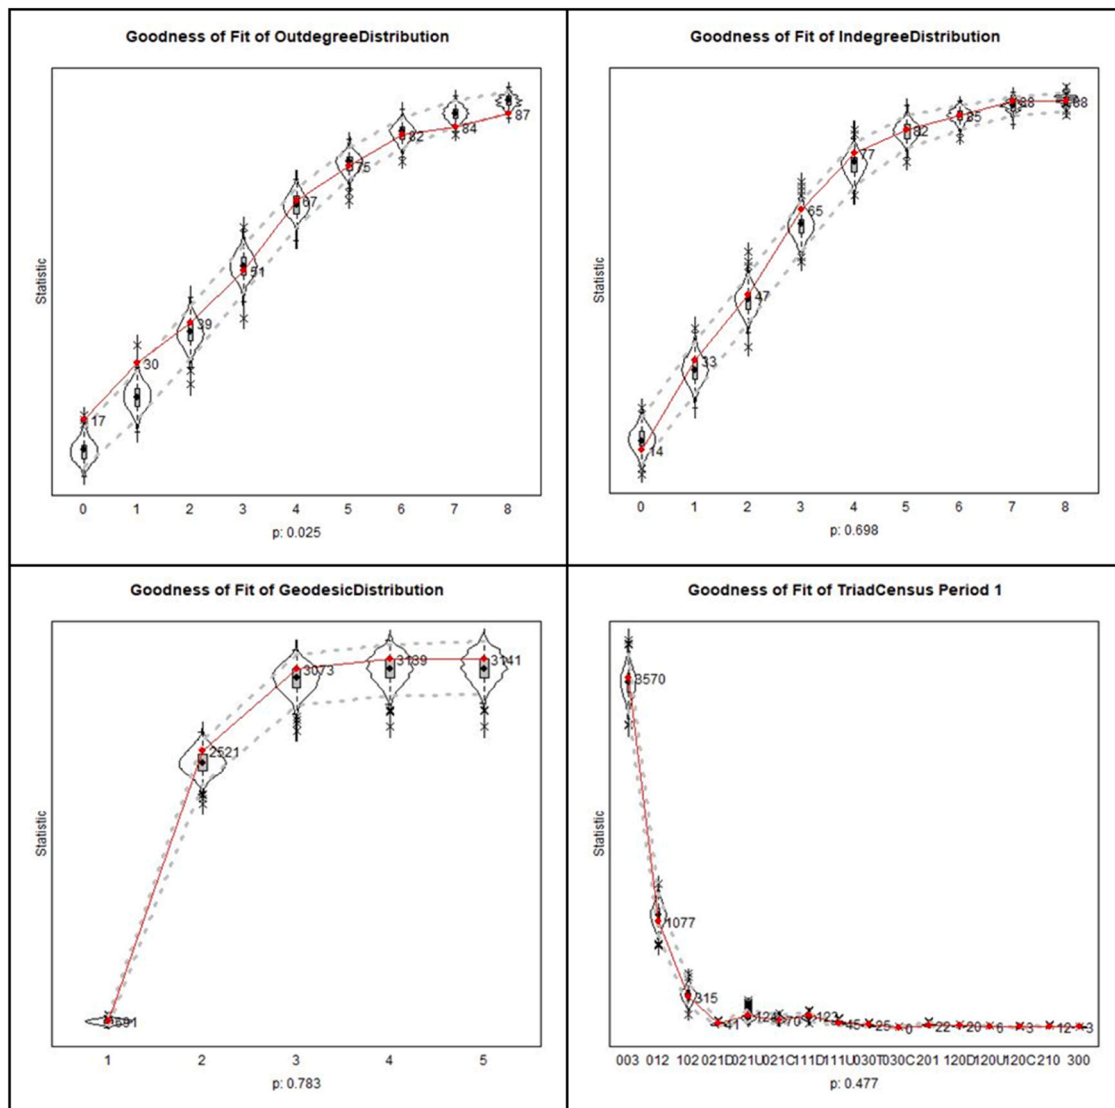 Goodness of Fit of OutdegreeDistribution
Statistic
17
30
39
51
67
75
82
84
87
0 1 2 3 4 5 6 7 8
p: 0.025
Goodness of Fit of IndegreeDistribution
Statistic
14
33
47
65
77
82
85
88
88
0 1 2 3 4 5 6 7 8
p: 0.698
Goodness of Fit of GeodesicDistribution
Statistic
691
2521
3073
3139
3141
1 2 3 4 5
p: 0.783
Goodness of Fit of TriadCensus Period 1
Statistic
3570
1077
315
41
124
70
123
45
25
0
22
20
6
3
12
3
003 012 102 021D 021U 021C 111D 111U 030T 030C 201 120D 120U 120C 210 300
p: 0.477